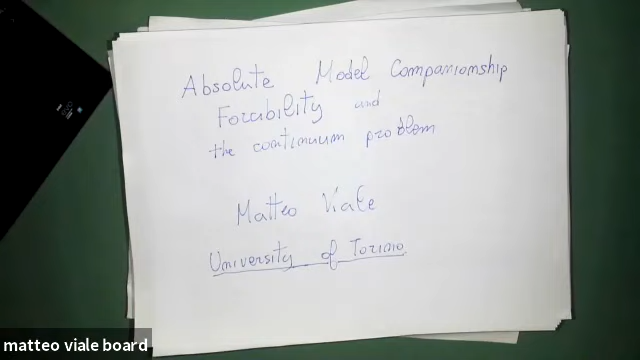 Absolute Model Companionship
Forcibility and
the continuum problem
Matteo Viale
University of Torino
matteo viale board